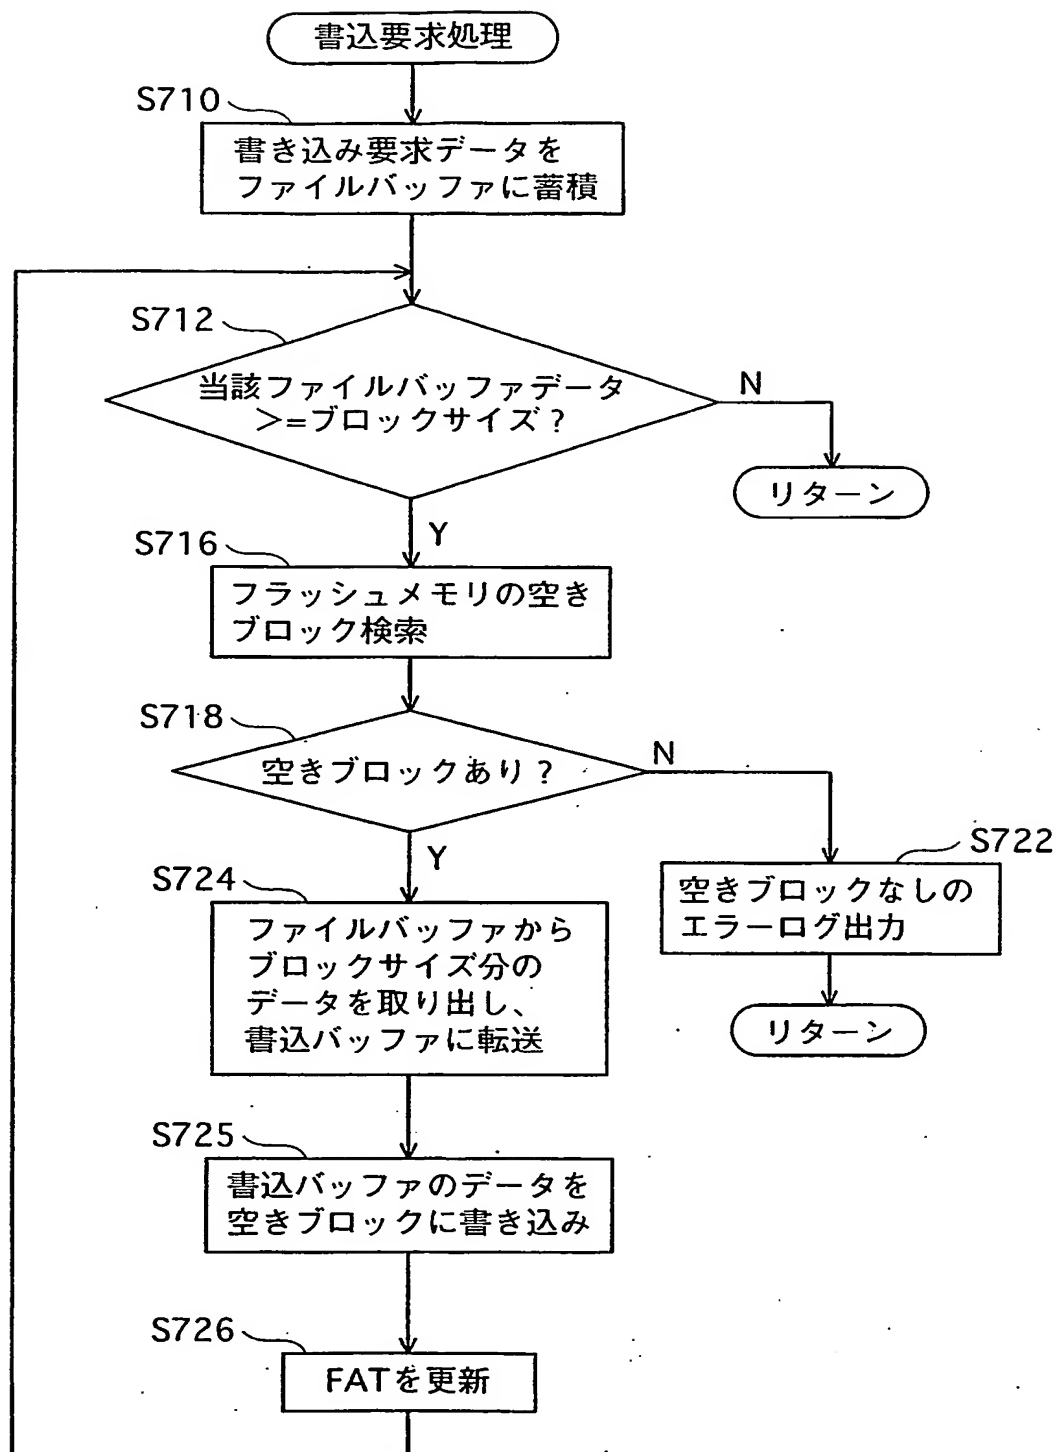 書込要求処理
S710
書き込み要求データを
ファイルバッファに蓄積
S712
当該ファイルバッファデータ
>=ブロックサイズ?
N
リターン
Y
S716
フラッシュメモリの空き
ブロック検索
S718
空きブロックあり?
N
Y
S722
空きブロックなしの
エラーログ出力
リターン
S724
ファイルバッファから
ブロックサイズ分の
データを取り出し、
書込バッファに転送
S725
書込バッファのデータを
空きブロックに書き込み
S726
FATを更新